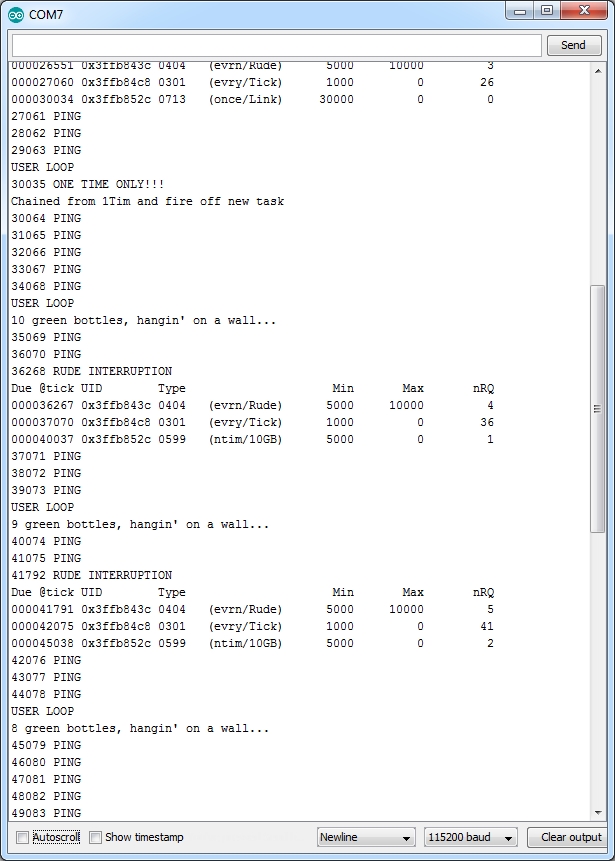 COM7
Send
000026551 0x3ffb843c 0404 (evrn/Rude) 5000 10000 3
000027060 0x3ffb84c8 0301 (evry/Tick) 1000 0 26
000030034 0x3ffb852c 0713 (once/Link) 30000 0 0
27061 PING
28062 PING
29063 PING
USER LOOP
30035 ONE TIME ONLY!!!
Chained from 1Tim and fire off new task
30064 PING
31065 PING
32066 PING
33067 PING
34068 PING
USER LOOP
10 green bottles, hangin' on a wall...
35069 PING
36070 PING
36268 RUDE INTERRUPTION
Due @tick UID Type Min Max nRQ
000036267 0x3ffb843c 0404 (evrn/Rude) 5000 10000 4
000037070 0x3ffb84c8 0301 (evry/Tick) 1000 0 36
000040037 0x3ffb852c 0599 (ntim/10GB) 5000 0 1
37071 PING
38072 PING
39073 PING
USER LOOP
9 green bottles, hangin' on a wall...
40074 PING
41075 PING
41792 RUDE INTERRUPTION
Due @tick UID Type Min Max nRQ
000041791 0x3ffb843c 0404 (evrn/Rude) 5000 10000 5
000042075 0x3ffb84c8 0301 (evry/Tick) 1000 0 41
000045038 0x3ffb852c 0599 (ntim/10GB) 5000 0 2
42076 PING
43077 PING
44078 PING
USER LOOP
8 green bottles, hangin' on a wall...
45079 PING
46080 PING
47081 PING
48082 PING
49083 PING
Autoscroll Show timestamp Newline 115200 baud Clear output